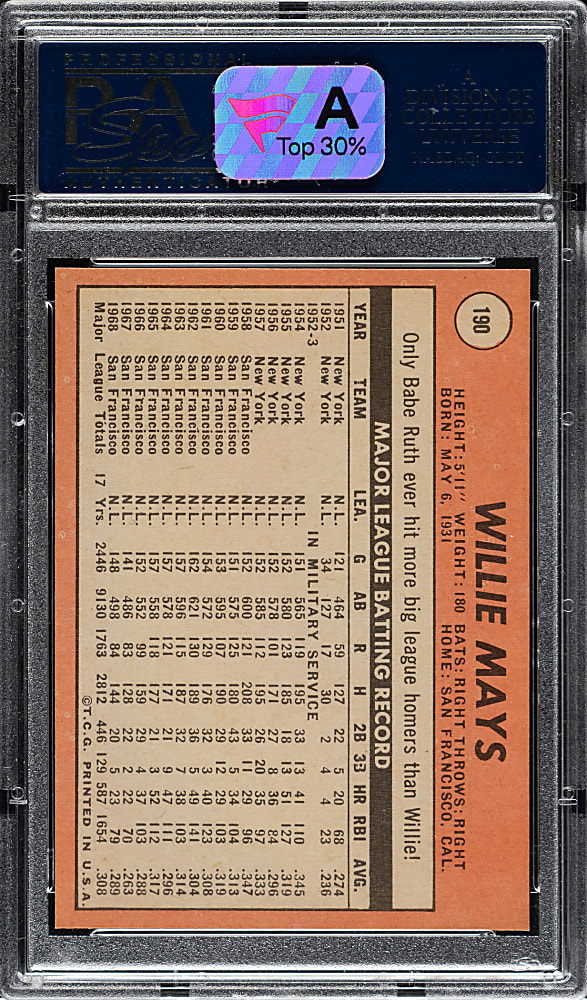 PROFESSIONAL
PSA
AUTHENTICATOR
A
DIVISION OF
COLLECTORS
UNIVERSE
A
Top 30%
190
WILLIE MAYS
HEIGHT: 5'11" WEIGHT: 180 BATS: RIGHT THROWS: RIGHT
BORN: MAY 6, 1931 HOME: SAN FRANCISCO, CAL.
Only Babe Ruth ever hit more big league homers than Willie!
MAJOR LEAGUE BATTING RECORD
YEAR TEAM LEA. G AB R H 2B 3B HR RBI AVG.
1951 New York N.L. 121 464 59 127 22 5 20 68 .274
1952 New York N.L. 34 127 17 30 2 4 4 23 .236
1952-3 IN MILITARY SERVICE
1954 New York N.L. 151 565 119 195 33 13 41 110 .345
1955 New York N.L. 152 580 123 185 18 13 51 127 .319
1956 New York N.L. 152 578 101 171 27 8 36 84 .296
1957 New York N.L. 152 585 112 195 26 20 35 97 .333
1958 San Francisco N.L. 152 600 121 208 33 11 29 96 .347
1959 San Francisco N.L. 151 575 125 180 43 5 34 104 .313
1960 San Francisco N.L. 153 595 107 190 29 12 29 103 .319
1961 San Francisco N.L. 154 572 129 176 32 3 40 123 .308
1962 San Francisco N.L. 162 621 130 189 36 5 49 141 .304
1963 San Francisco N.L. 157 596 115 187 32 7 38 103 .314
1964 San Francisco N.L. 157 578 121 171 21 9 47 111 .296
1965 San Francisco N.L. 157 558 118 177 21 3 52 112 .317
1966 San Francisco N.L. 152 552 99 159 29 4 37 103 .288
1967 San Francisco N.L. 141 486 83 128 22 2 22 70 .263
1968 San Francisco N.L. 148 498 84 144 20 5 23 79 .289
Major League Totals 17 Yrs. 2446 9130 1763 2812 446 129 587 1654 .308
©T.C.G. PRINTED IN U.S.A.